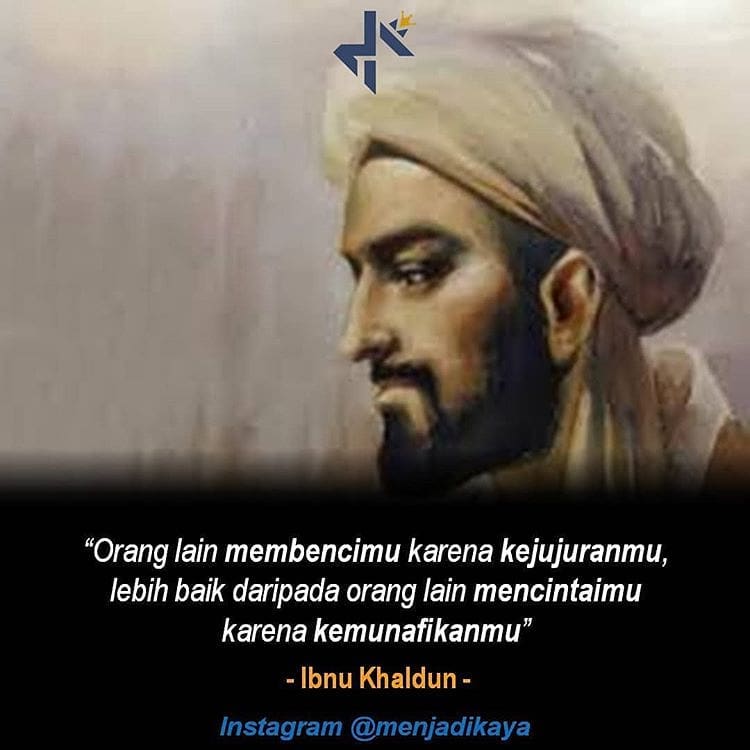 “Orang lain membencimu karena kejujuranmu,
lebih baik daripada orang lain mencintaimu
karena kemunafikanmu”
- Ibnu Khaldun -
Instagram @menjadikaya